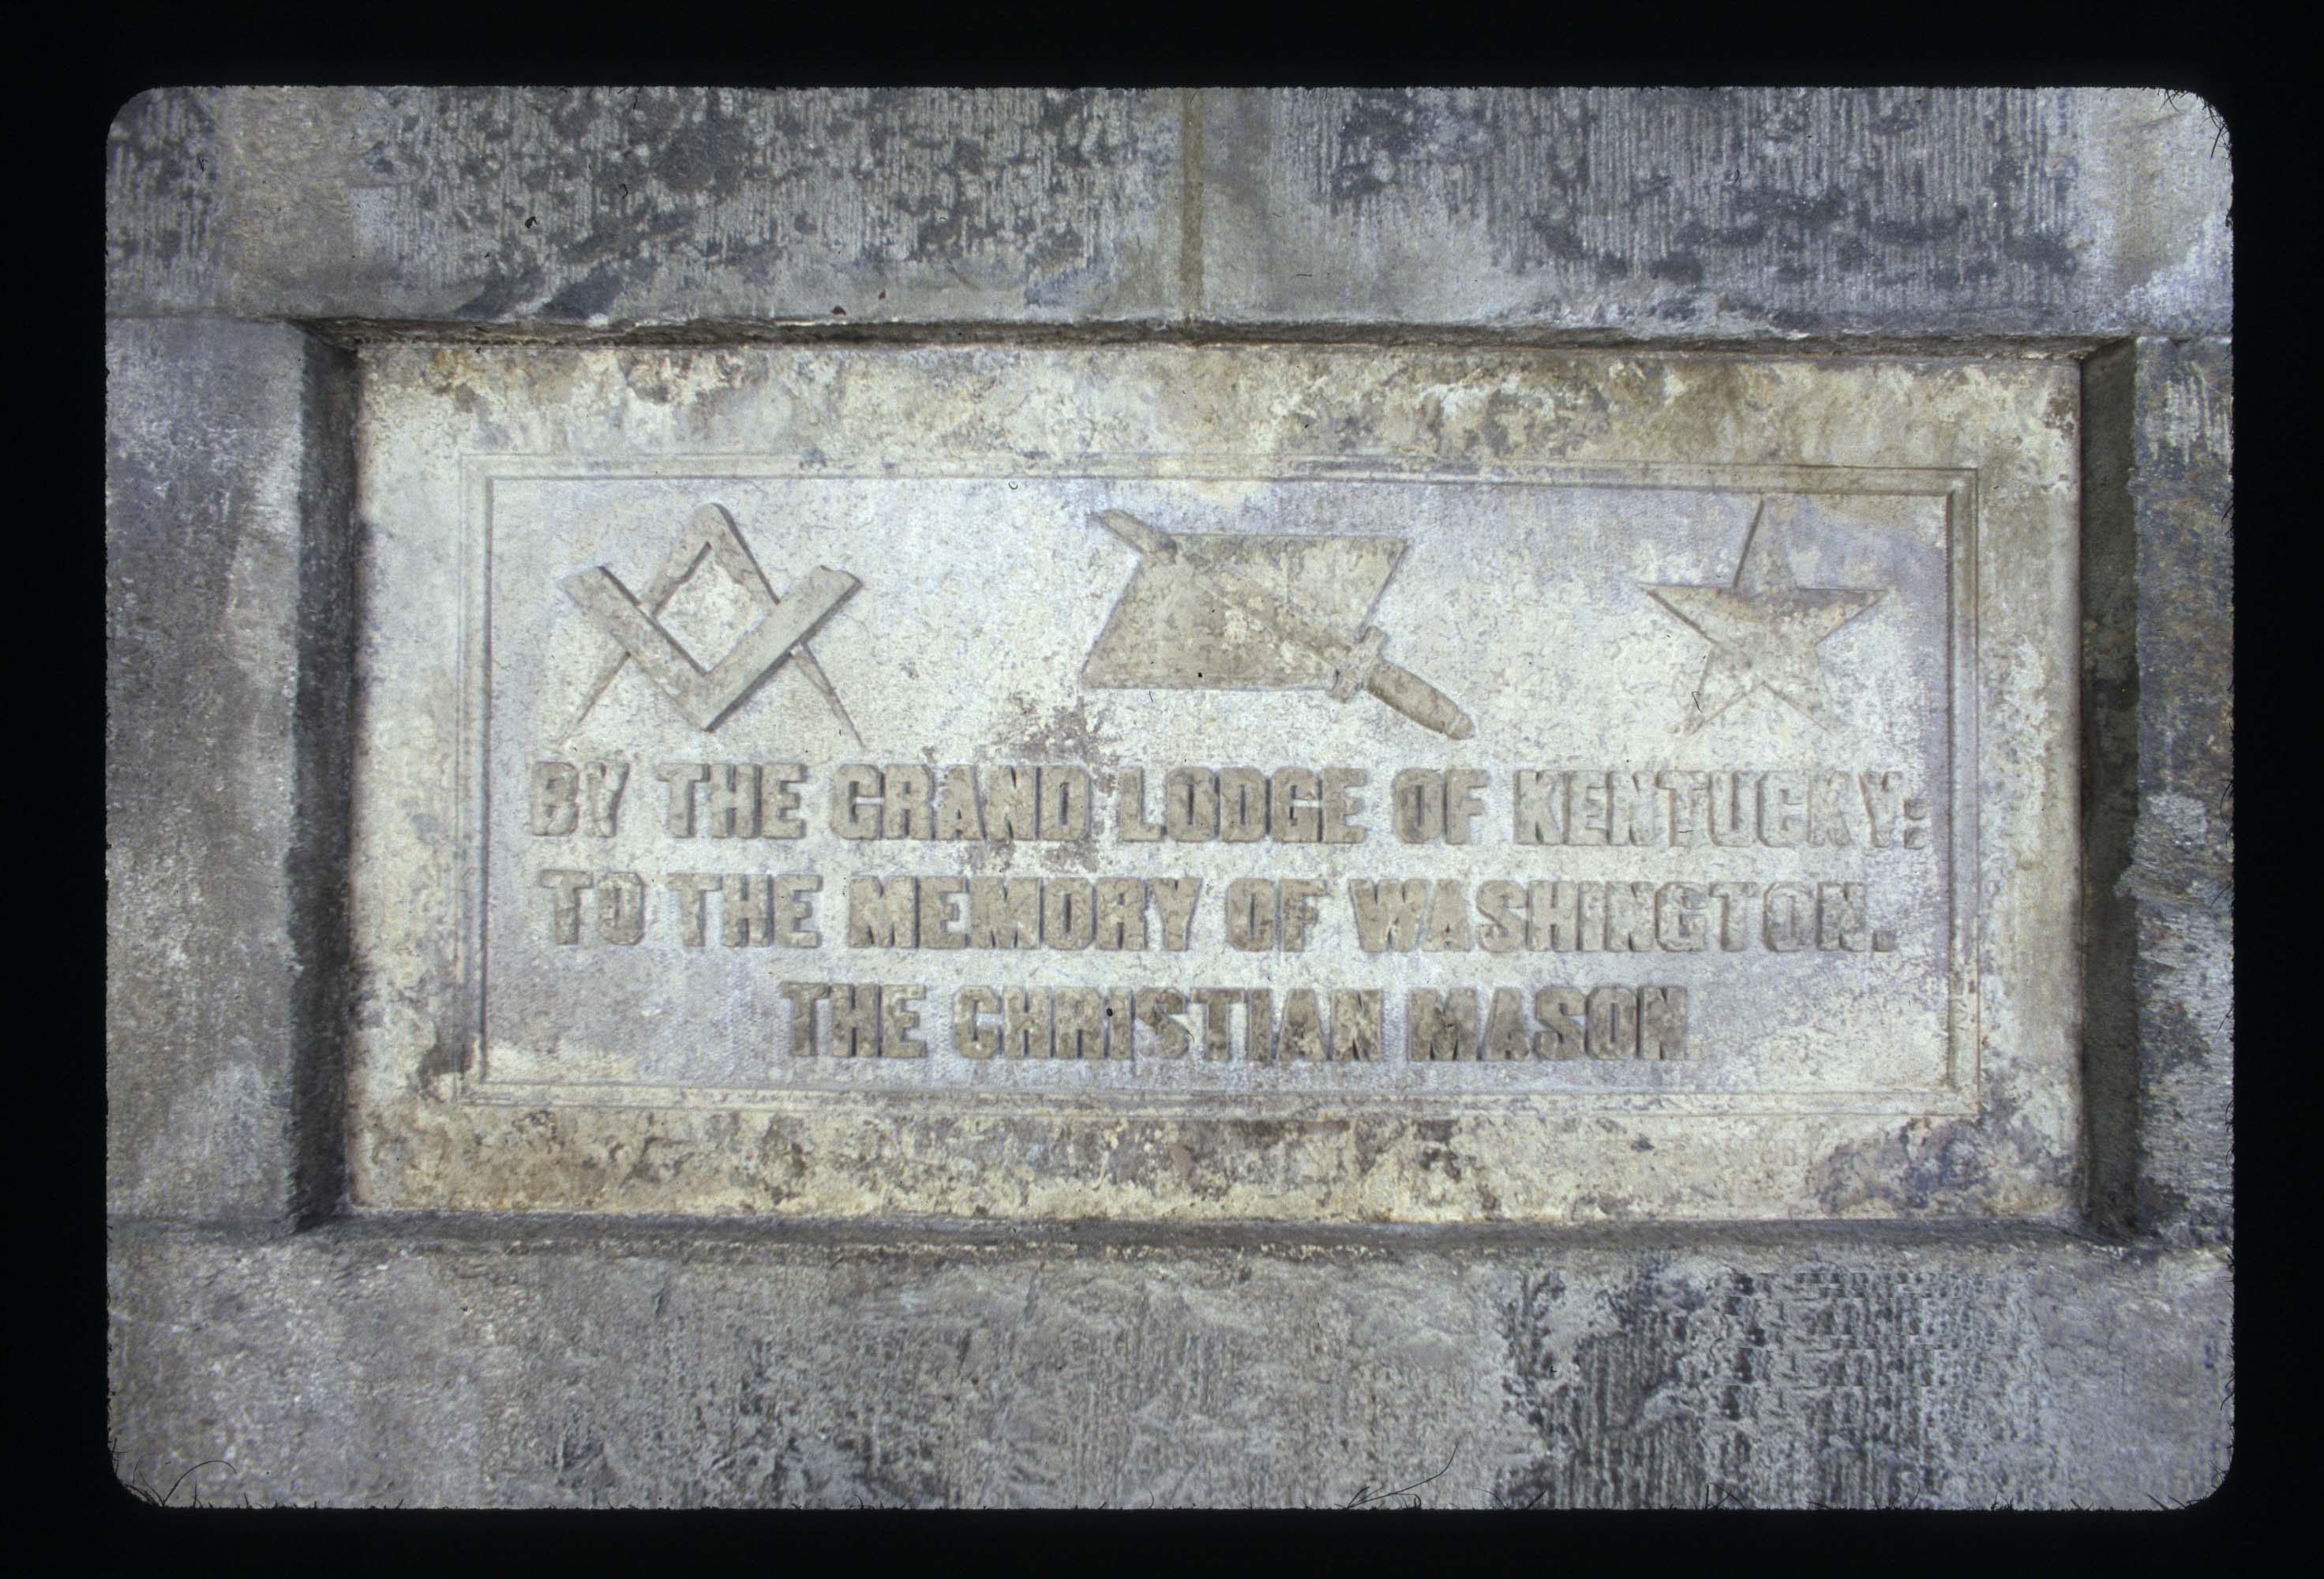 BY THE GRAND LODGE OF KENTUCKY:
TO THE MEMORY OF WASHINGTON.
THE CHRISTIAN MASON.